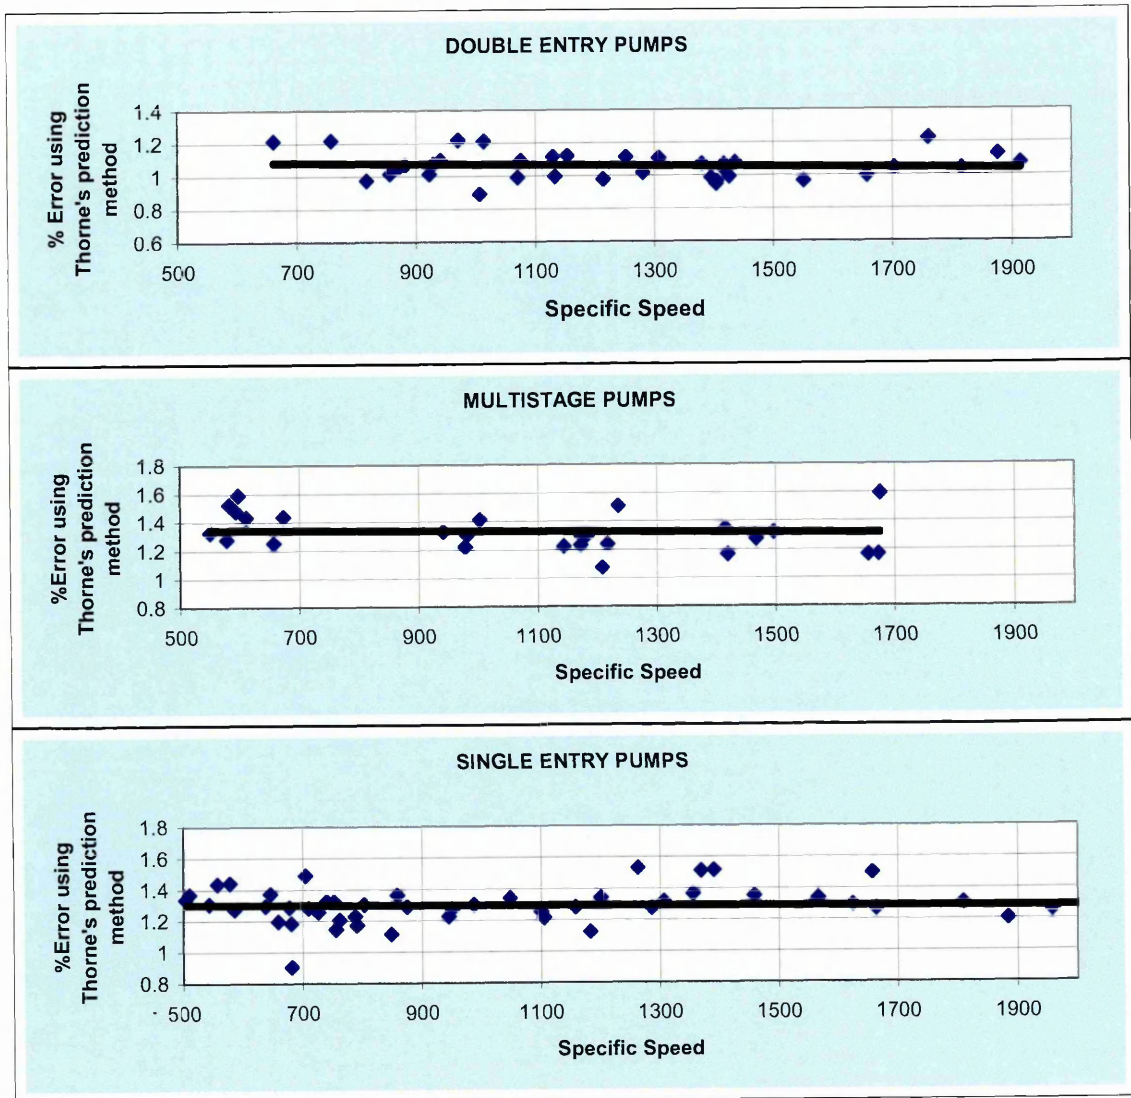 DOUBLE ENTRY PUMPS
% Error using
Thorne's prediction
method
1.4
1.2
1
0.8
0.6
500 700 900 1100 1300 1500 1700 1900
Specific Speed
MULTISTAGE PUMPS
%Error using
Thorne's prediction
method
1.8
1.6
1.4
1.2
1
0.8
500 700 900 1100 1300 1500 1700 1900
Specific Speed
SINGLE ENTRY PUMPS
%Error using
Thorne's prediction
method
1.8
1.6
1.4
1.2
1
0.8
500 700 900 1100 1300 1500 1700 1900
Specific Speed